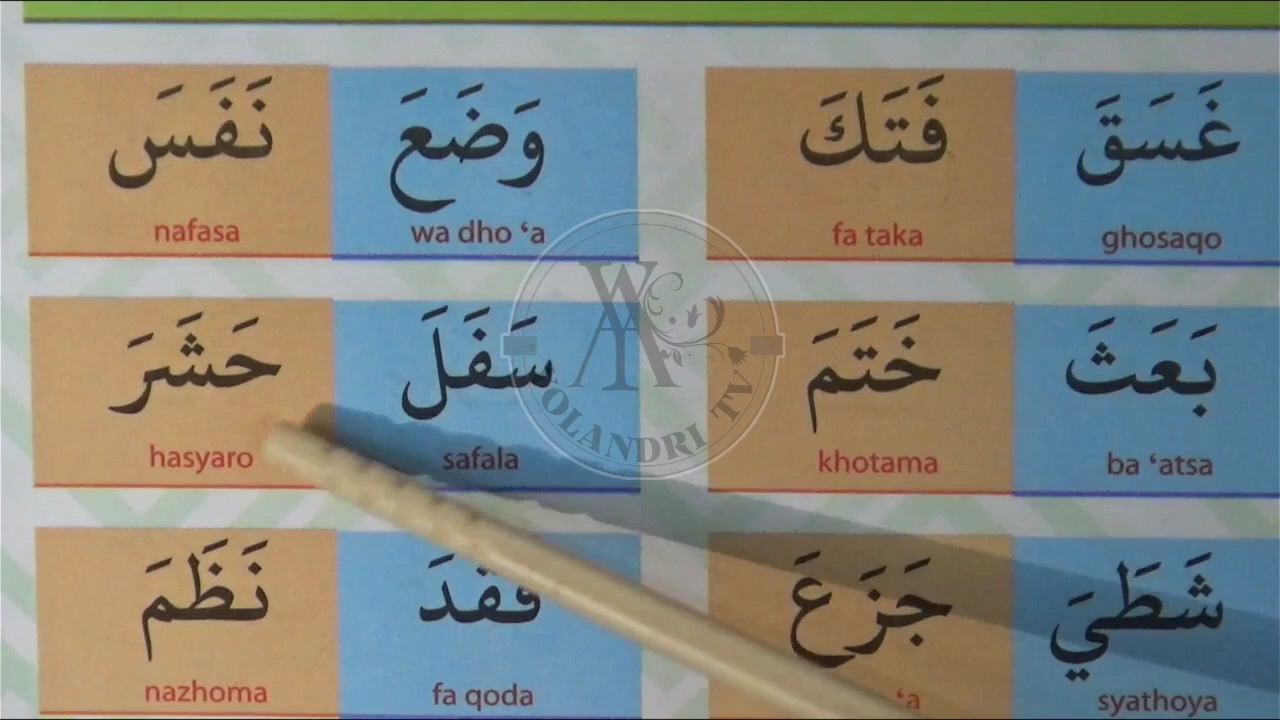 غَسَقَ فَتَكَ وَضَعَ نَفَسَ
nafasa wa dho ‘a fa taka ghosaqo
بَعَثَ خَتَمَ سَفَلَ حَشَرَ
hasyaro safala khotama ba ‘atsa
شَطَيَ جَزَعَ فَقَدَ نَظَمَ
nazhoma fa qoda ‘a syathoya
OLANDRI TV